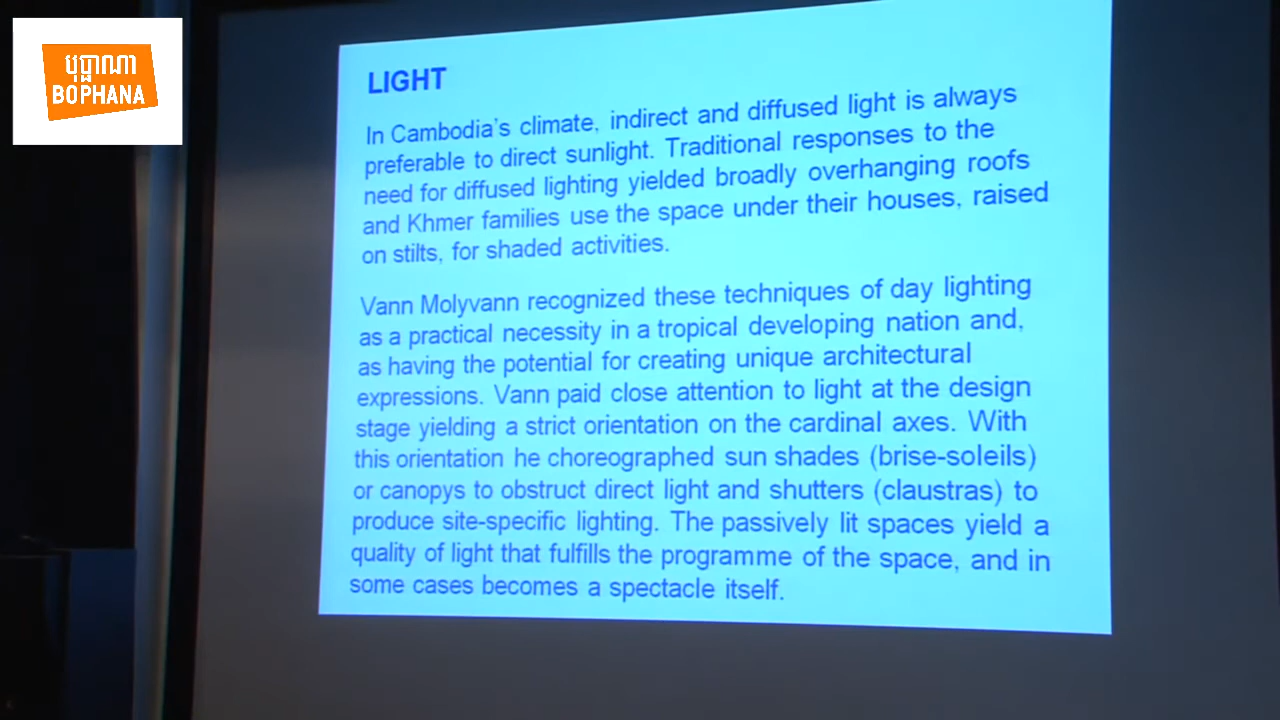 បុប្ផាណា
BOPHANA
LIGHT
In Cambodia's climate, indirect and diffused light is always
preferable to direct sunlight. Traditional responses to the
need for diffused lighting yielded broadly overhanging roofs
and Khmer families use the space under their houses, raised
on stilts, for shaded activities.
Vann Molyvann recognized these techniques of day lighting
as a practical necessity in a tropical developing nation and,
as having the potential for creating unique architectural
expressions. Vann paid close attention to light at the design
stage yielding a strict orientation on the cardinal axes. With
this orientation he choreographed sun shades (brise-soleils)
or canopys to obstruct direct light and shutters (claustras) to
produce site-specific lighting. The passively lit spaces yield a
quality of light that fulfills the programme of the space, and in
some cases becomes a spectacle itself.